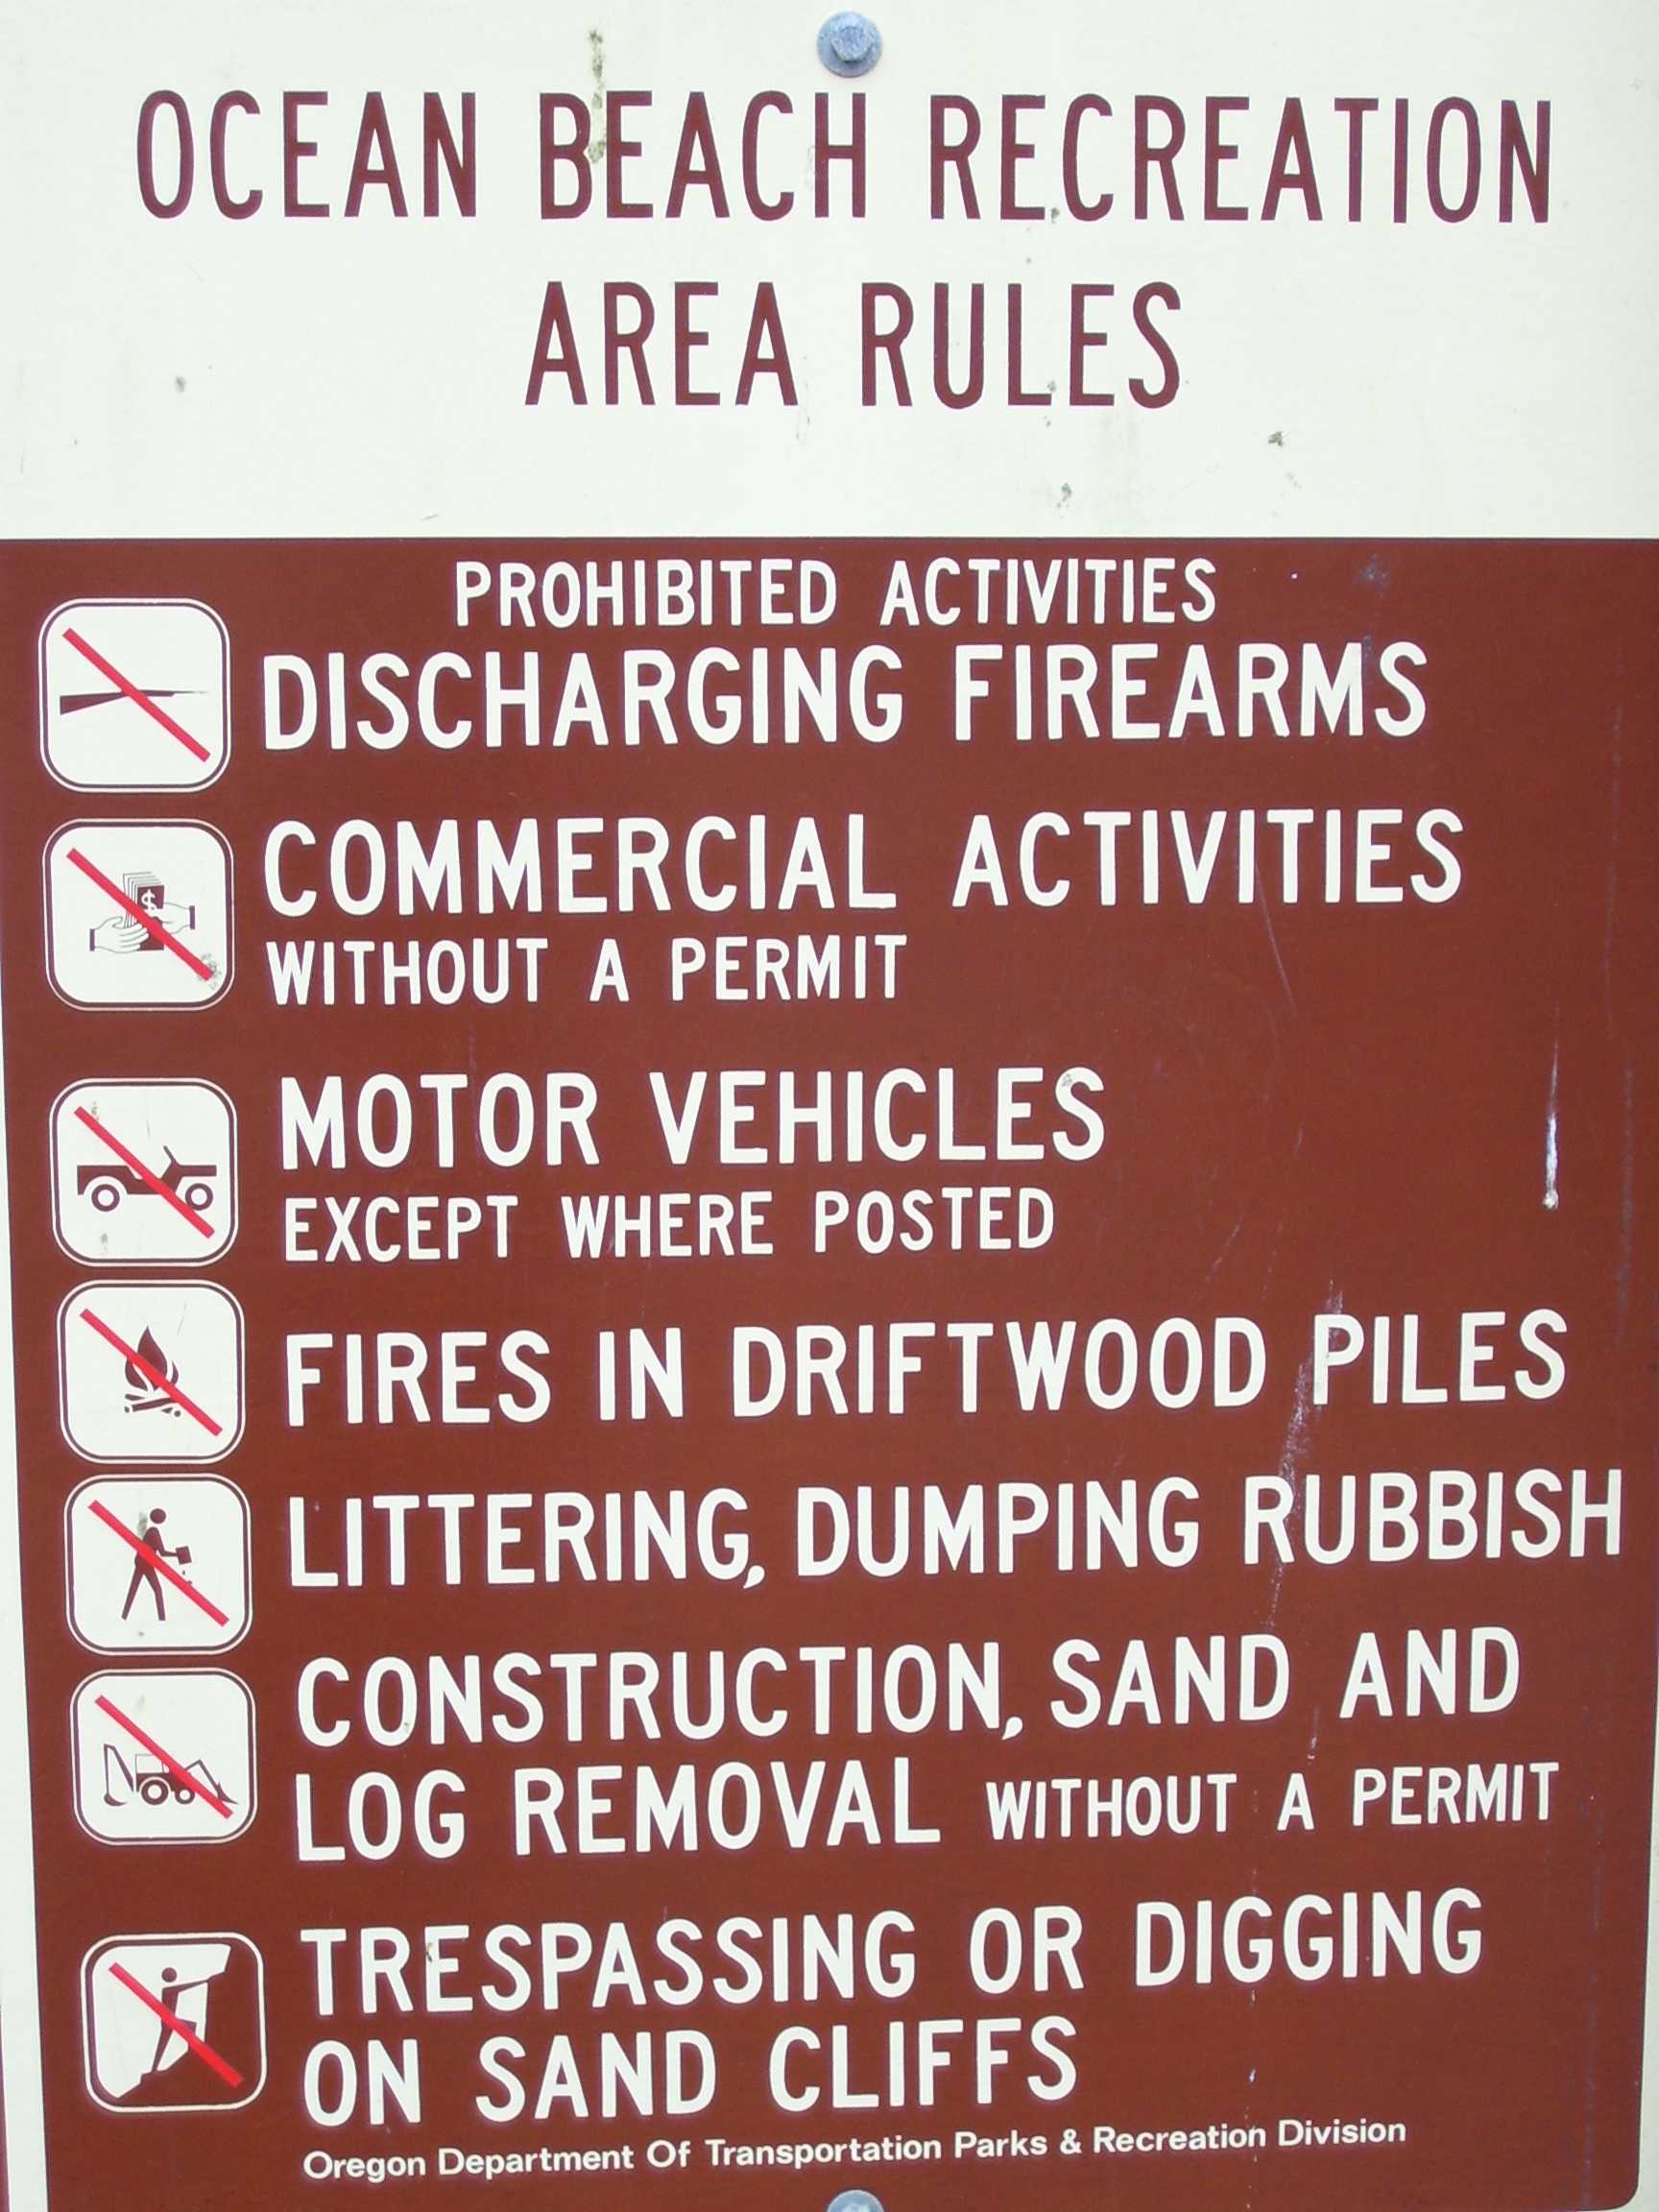 OCEAN BEACH RECREATION
AREA RULES
PROHIBITED ACTIVITIES
DISCHARGING FIREARMS
COMMERCIAL ACTIVITIES
WITHOUT A PERMIT
$
MOTOR VEHICLES
EXCEPT WHERE POSTED
FIRES IN DRIFTWOOD PILES
LITTERING, DUMPING RUBBISH
CONSTRUCTION, SAND AND
LOG REMOVAL WITHOUT A PERMIT
TRESPASSING OR DIGGING
ON SAND CLIFFS
Oregon Department Of Transportation Parks & Recreation Division